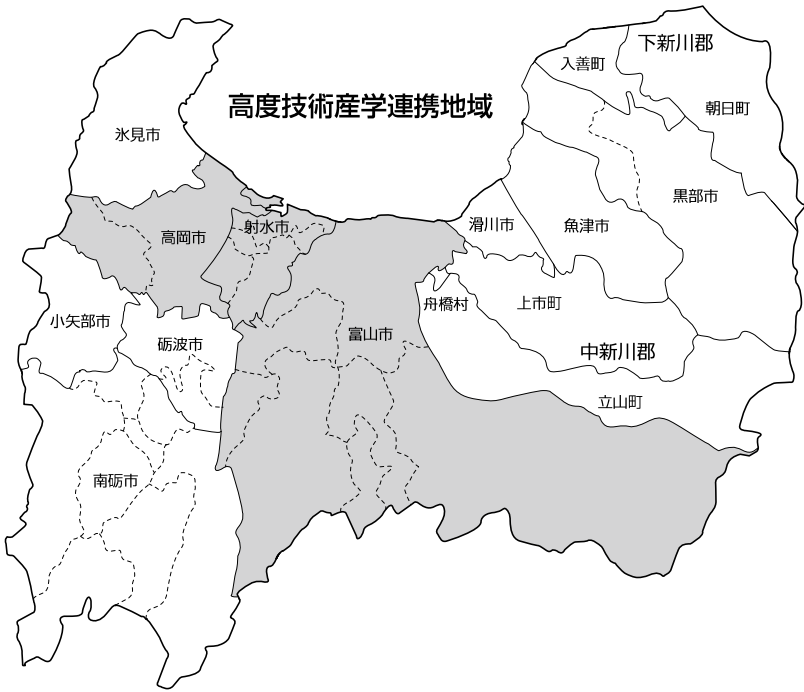 高度技術産学連携地域
下新川郡
入善町
朝日町
氷見市
黒部市
高岡市
射水市
滑川市
魚津市
舟橋村
上市町
小矢部市
砺波市
富山市
中新川郡
立山町
南砺市